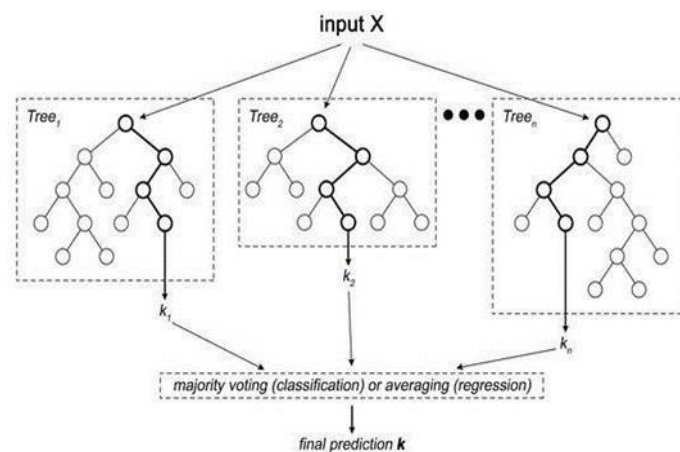 input X
Tree₁
Tree₂
Treeₙ
k₁
k₂
kₙ
majority voting (classification) or averaging (regression)
final prediction k